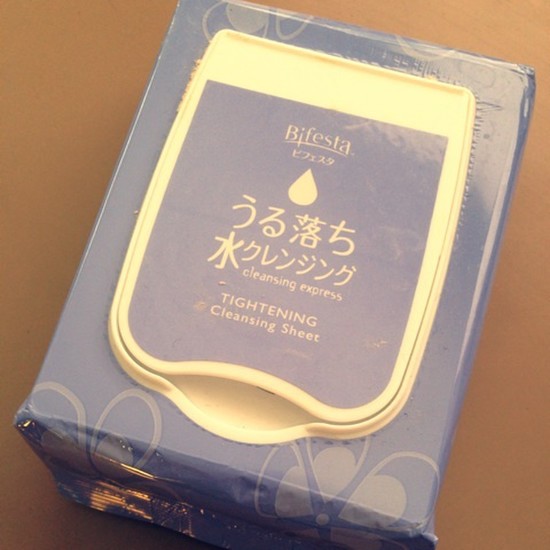 Bifesta
ビフェスタ
うる落ち
水クレンジング
cleansing express
TIGHTENING
Cleansing Sheet